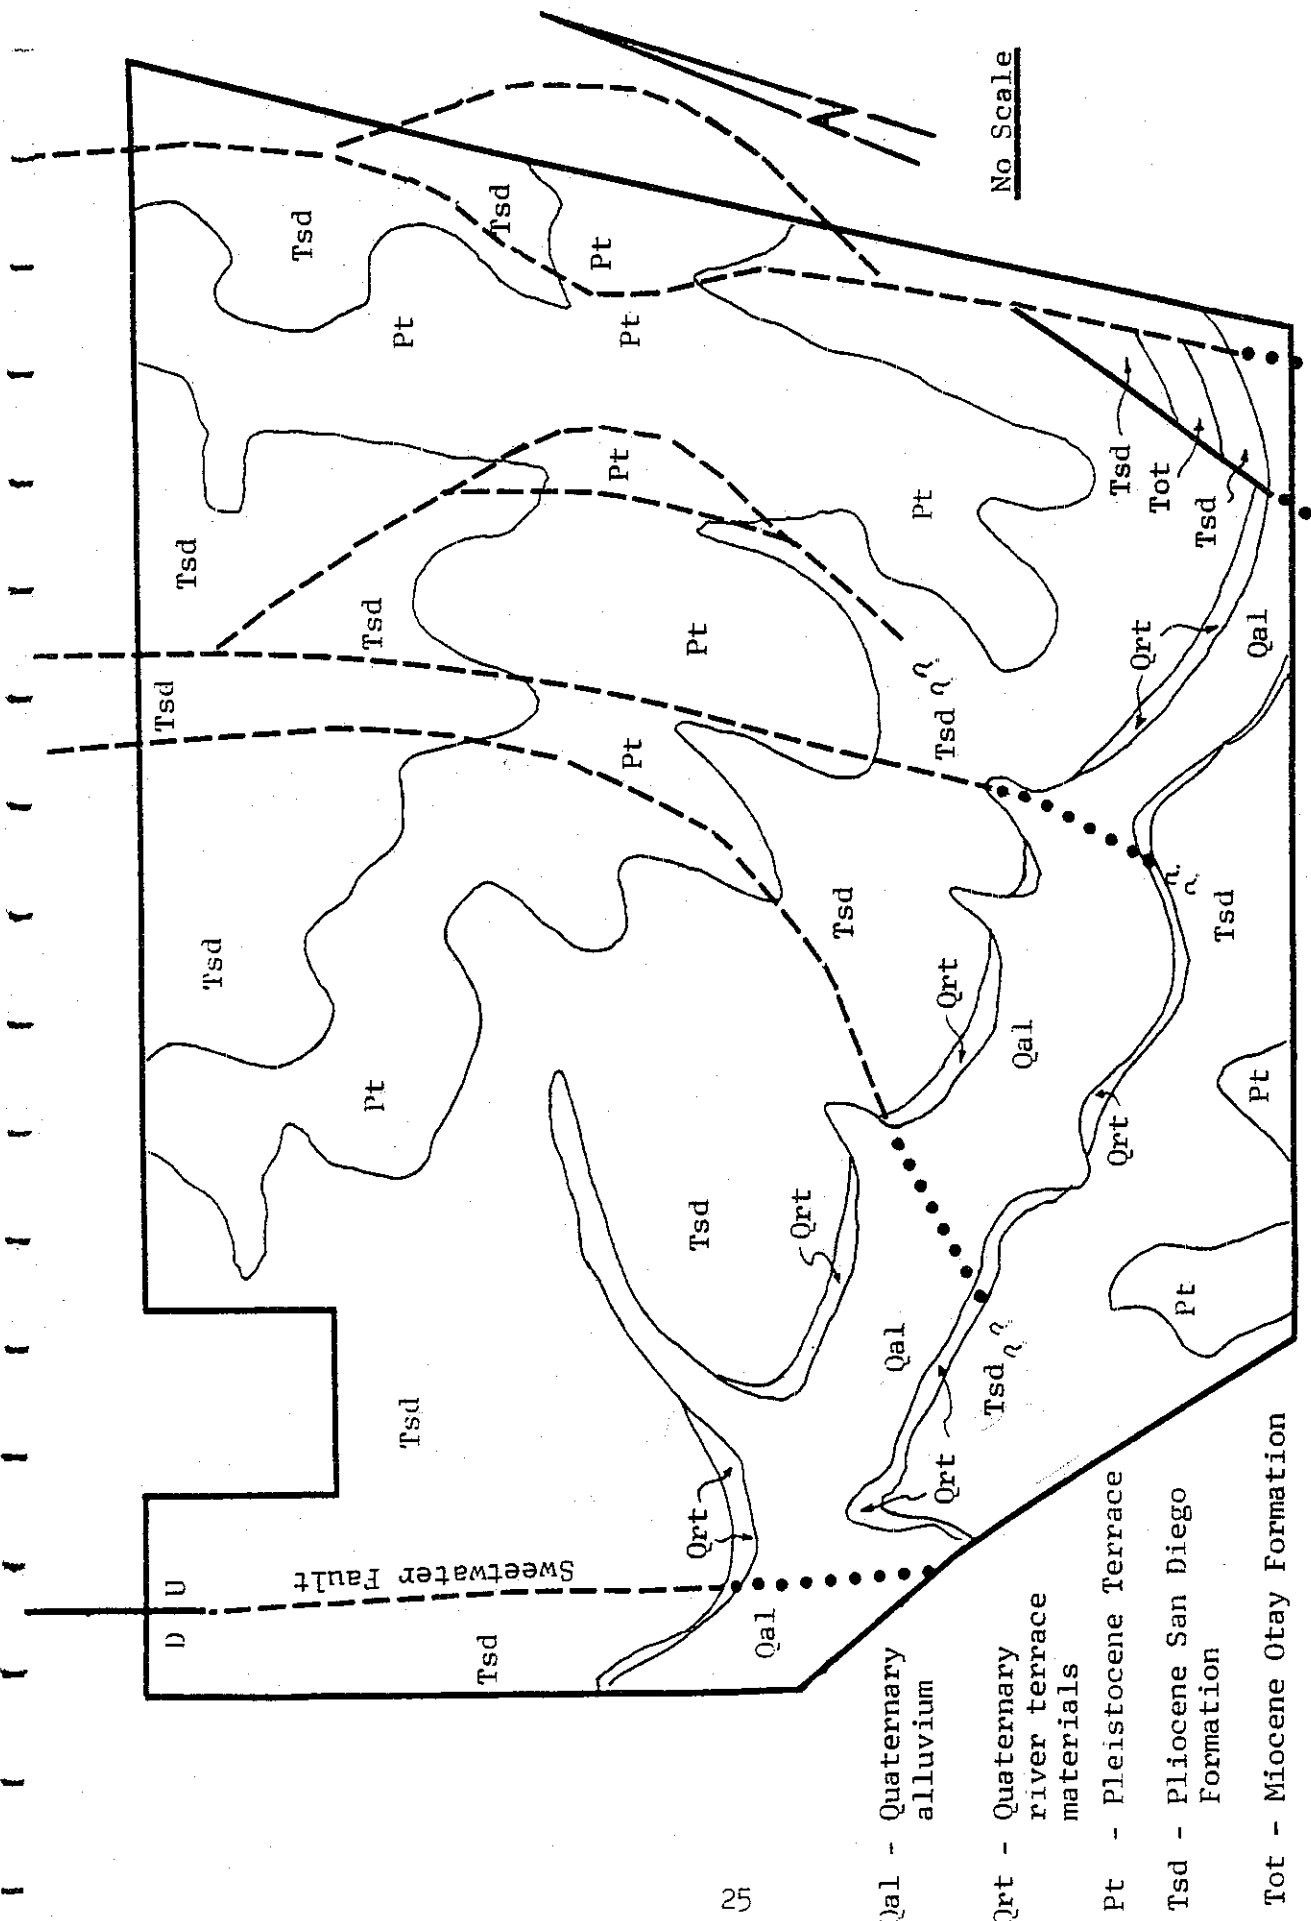 D U
Tsd
Tsd
Tsd
Tsd
Tsd
Pt
Pt
Tsd
Sweetwater Fault
Tsd
Tsd
Pt
Pt
Pt
Pt
Pt
Qrt
Tsd
Qal
Qrt
Tsd
Qal
Pt
Tsd ? ?
Qrt
Qrt
Tsd ? ?
No Scale
Qal
Qrt
Tsd
Qrt
Tot
Pt
? ?
Tsd
Tsd
Pt
Qal
25
Qal - Quaternary
alluvium
Qrt - Quaternary
river terrace
materials
Pt - Pleistocene Terrace
Tsd - Pliocene San Diego
Formation
Tot - Miocene Otay Formation